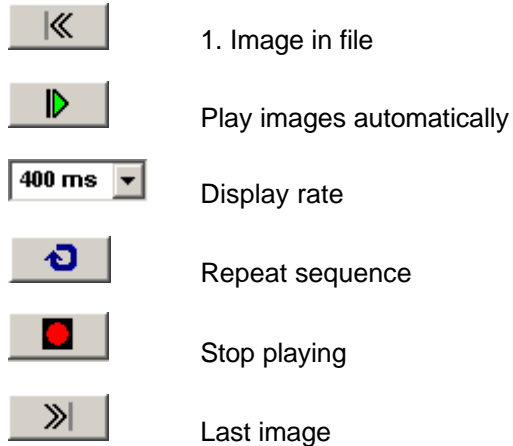 1. Image in file
Play images automatically
400 ms
Display rate
Repeat sequence
Stop playing
Last image